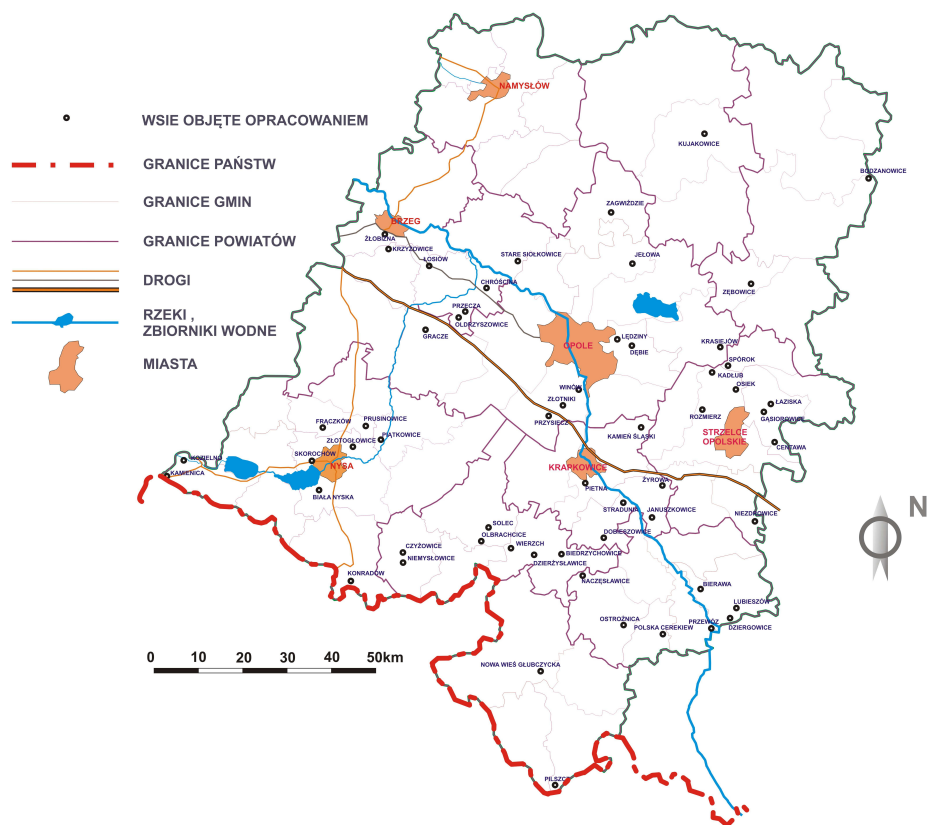 WSIE OBJĘTE OPRACOWANIEM
GRANICE PAŃSTW
GRANICE GMIN
GRANICE POWIATÓW
DROGI
RZEKI ,
ZBIORNIKI WODNE
MIASTA
NAMYSŁÓW
KUJAKOWICE
BODZANOWICE
ZAGWIŹDZIE
BRZEG
ŻŁOBIZNA
KRZYŻOWICE
ŁOSIÓW
STARE SIOŁKOWICE
JEŁOWA
CHRÓŚCINA
ZĘBOWICE
PRZECZA
OLDRZYSZOWICE
GRACZE
OPOLE
LĘDZINY
DĘBIE
KRASIEJÓW
SPÓROK
KADŁUB
OSIEK
WINÓW
ZŁOTNIKI
PRZYSIECZ
ROZMIERZ
ŁAZISKA
GĄSIOROWICE
STRZELCE
OPOLSKIE
CENTAWA
KAMIEŃ ŚLĄSKI
FRĄCZKÓW
PRUSINOWICE
PIĄTKOWICE
ZŁOTOGŁOWICE
SKOROCHÓW
NYSA
KOZIELNO
KAMIENICA
BIAŁA NYSKA
KRAPKOWICE
PIETNA
ŻYROWA
STRADUNIA
JANUSZKOWICE
NIEZDROWICE
N
SOLEC
OLBRACHCICE
WIERZCH
DOBIESZOWICE
CZYŻOWICE
NIEMYSŁOWICE
DZIERŻYSŁAWICE
BIEDRZYCHOWICE
KONRADÓW
NACZĘSŁAWICE
BIERAWA
LUBIESZÓW
OSTROŻNICA
POLSKA CEREKIEW
PRZEWÓZ
DZIERGOWICE
0 10 20 30 40 50km
NOWA WIEŚ GŁUBCZYCKA
PILSZCZ